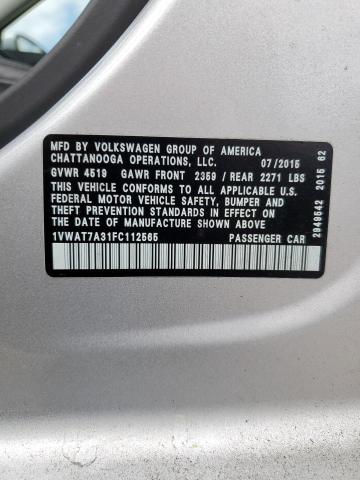 MFD BY VOLKSWAGEN GROUP OF AMERICA
CHATTANOOGA OPERATIONS, LLC. 07/2015
GVWR 4519 GAWR FRONT 2359 / REAR 2271 LBS
THIS VEHICLE CONFORMS TO ALL APPLICABLE U.S.
FEDERAL MOTOR VEHICLE SAFETY, BUMPER, AND
THEFT PREVENTION STANDARDS IN EFFECT ON THE
DATE OF MANUFACTURE SHOWN ABOVE
1VWAT7A31FC112565 PASSENGER CAR
2949542 2015 62